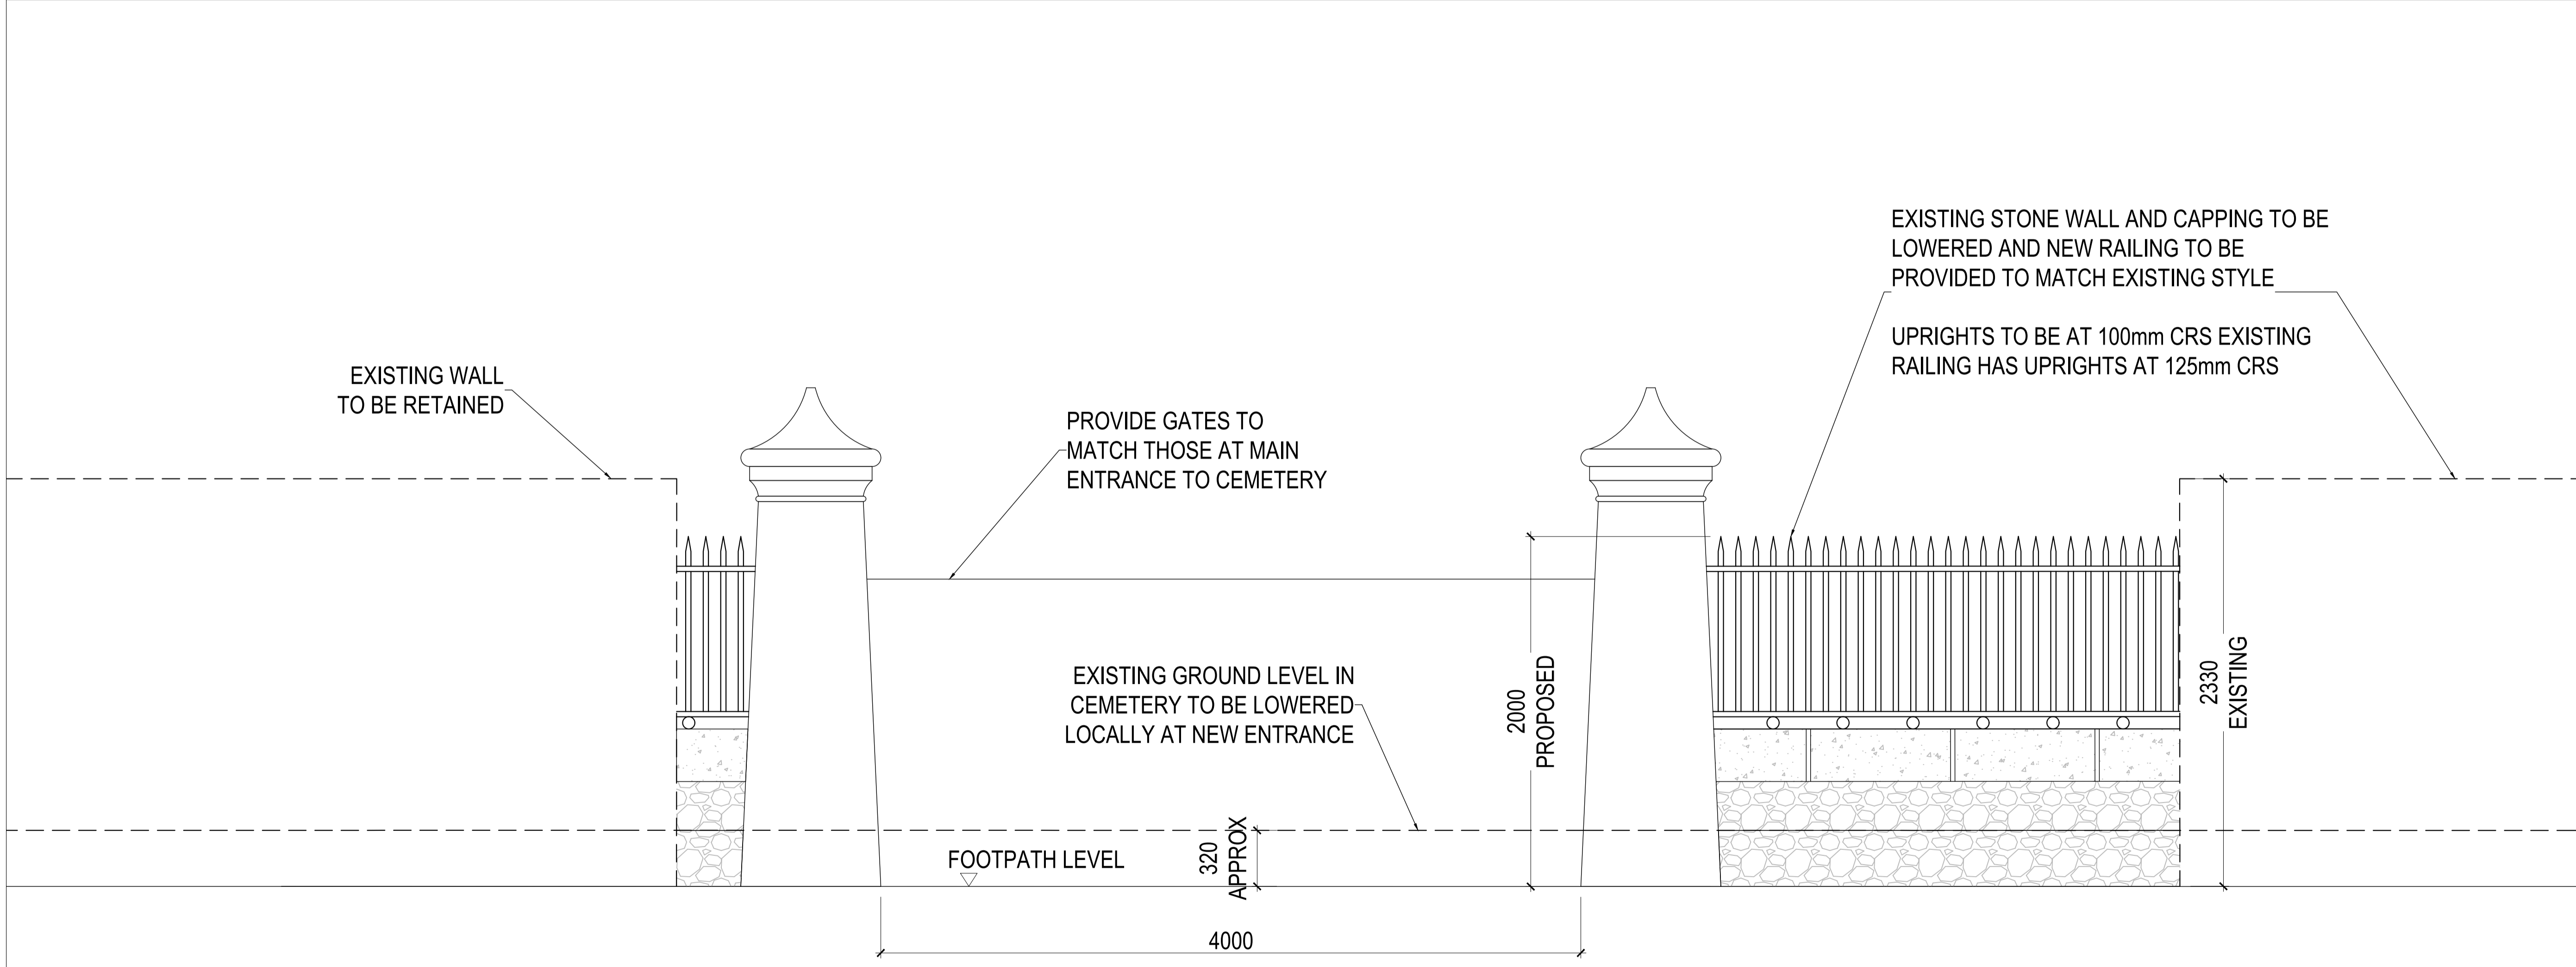 EXISTING STONE WALL AND CAPPING TO BE
LOWERED AND NEW RAILING TO BE
PROVIDED TO MATCH EXISTING STYLE
UPRIGHTS TO BE AT 100mm CRS EXISTING
RAILING HAS UPRIGHTS AT 125mm CRS
EXISTING WALL
TO BE RETAINED
PROVIDE GATES TO
MATCH THOSE AT MAIN
ENTRANCE TO CEMETERY
EXISTING GROUND LEVEL IN
CEMETERY TO BE LOWERED
LOCALLY AT NEW ENTRANCE
2000
PROPOSED
2330
EXISTING
FOOTPATH LEVEL
320
APPROX
4000